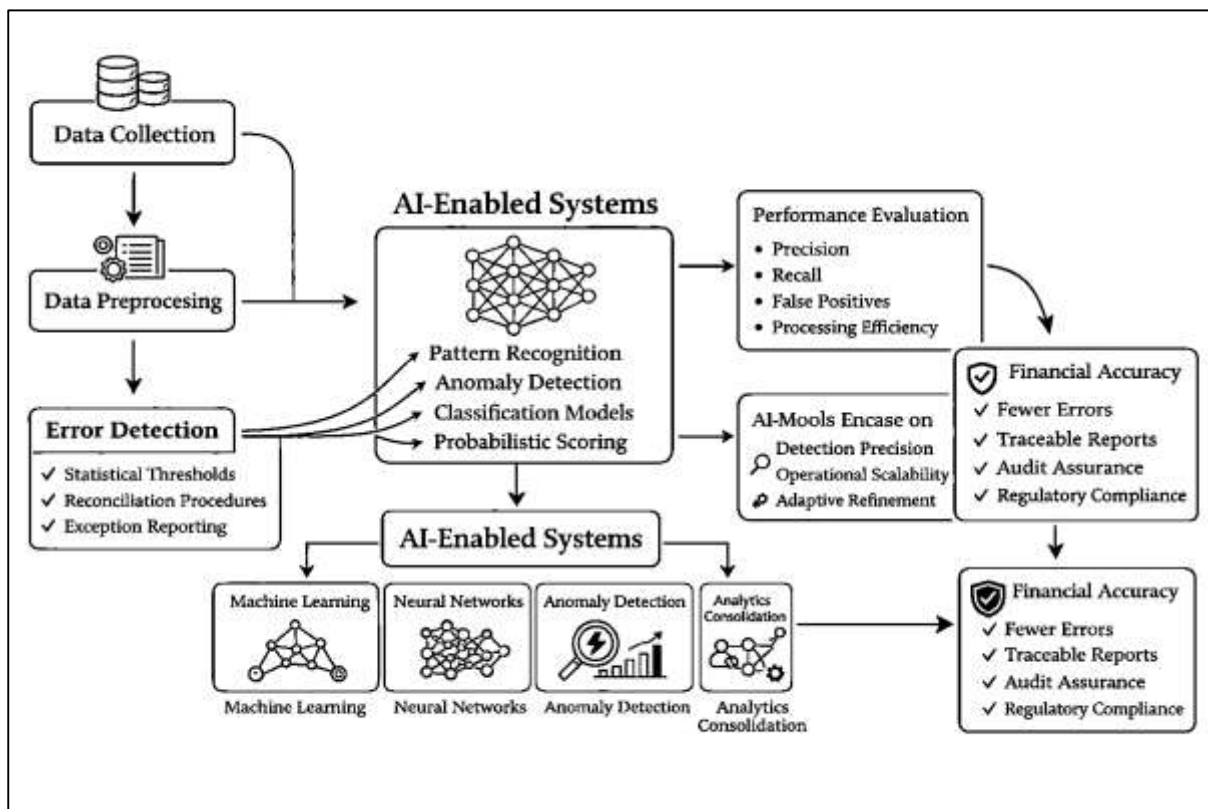 Data Collection
Data Preprocesing
Error Detection
Statistical Thresholds
Reconciliation Procedures
Exception Reporting
AI-Enabled Systems
Pattern Recognition
Anomaly Detection
Classification Models
Probabilistic Scoring
Performance Evaluation
Precision
Recall
False Positives
Processing Efficiency
AI-Mools Encase on
Detection Precision
Operational Scalability
Adaptive Refinement
Financial Accuracy
Fewer Errors
Traceable Reports
Audit Assurance
Regulatory Compliance
AI-Enabled Systems
Machine Learning
Neural Networks
Anomaly Detection
Analytics
Consolidation
Machine Learning
Neural Networks
Anomaly Detection
Analytics
Consolidation
Financial Accuracy
Fewer Errors
Traceable Reports
Audit Assurance
Regulatory Compliance